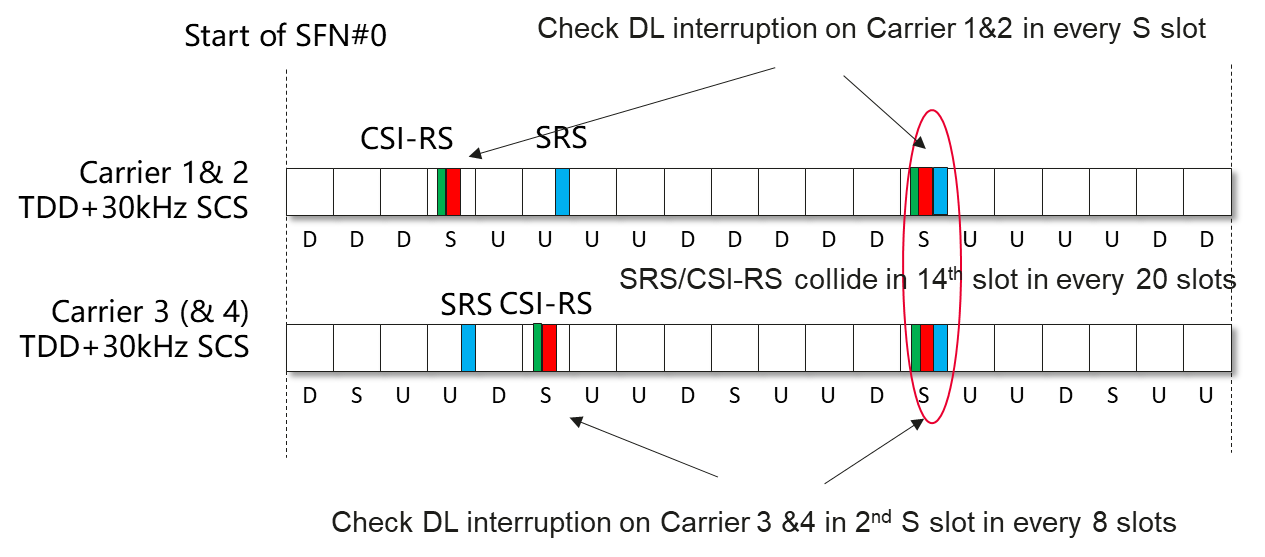 Start of SFN#0
Check DL interruption on Carrier 1&2 in every S slot
CSI-RS
SRS
Carrier 1& 2
TDD+30kHz SCS
D D D S U U U U D D D D D S U U U U D D
SRS/CSI-RS collide in 14th slot in every 20 slots
SRS CSI-RS
Carrier 3 (& 4)
TDD+30kHz SCS
D S U U D S U U D S U U D S U U D S U U
Check DL interruption on Carrier 3 &4 in 2nd S slot in every 8 slots